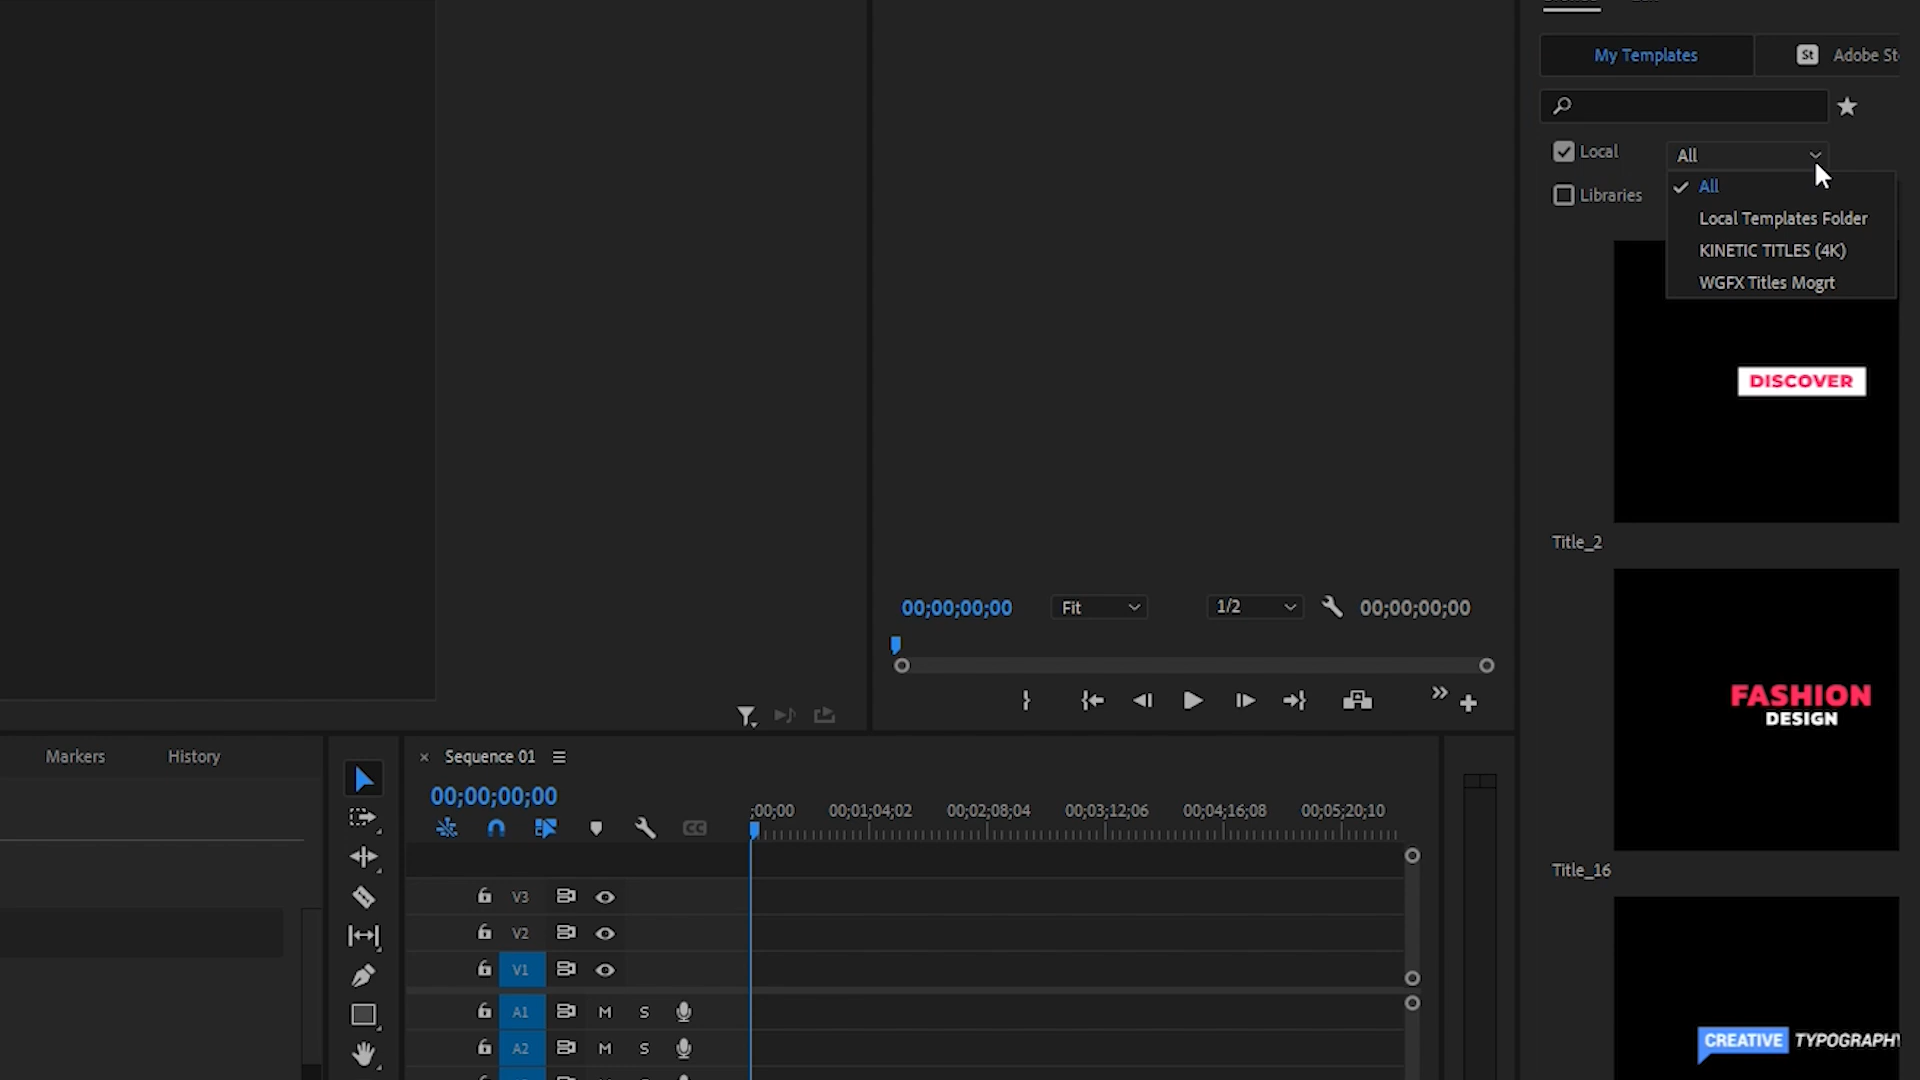 My Templates
St Adobe St
Local
All
All
Libraries
Local Templates Folder
KINETIC TITLES (4K)
WGFX Titles Mogrt
DISCOVER
Title_2
FASHION
DESIGN
Title_16
CREATIVE TYPOGRAPHY
00;00;00;00
Fit
1/2
00;00;00;00
Markers
History
× Sequence 01
00;00;00;00
;00;00
00;01;04;02
00;02;08;04
00;03;12;06
00;04;16;08
00;05;20;10
CC
V3
V2
V1
A1 M S
A2 M S